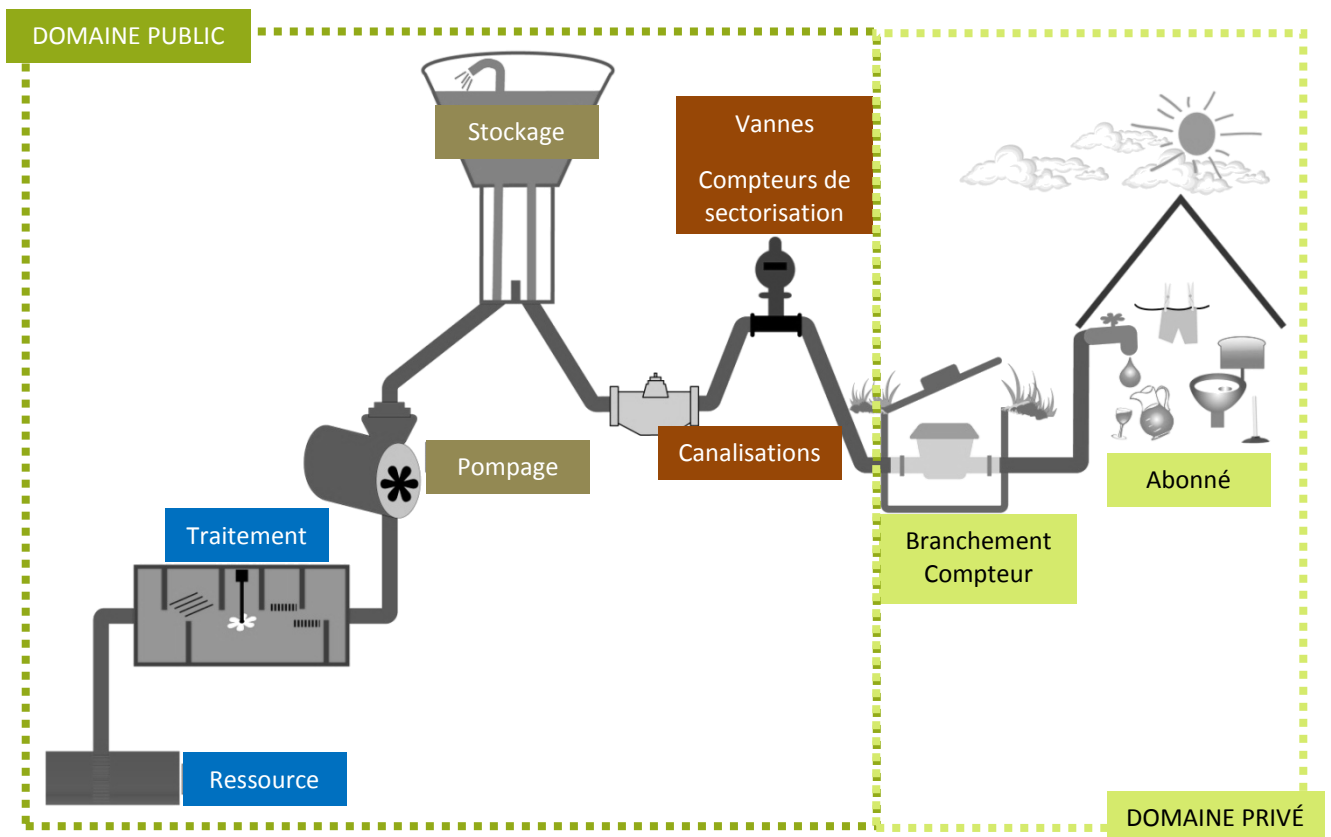 DOMAINE PUBLIC
Stockage
Vannes
Compteurs de
sectorisation
Pompage
Canalisations
Abonné
Traitement
Branchement
Compteur
Ressource
DOMAINE PRIVÉ